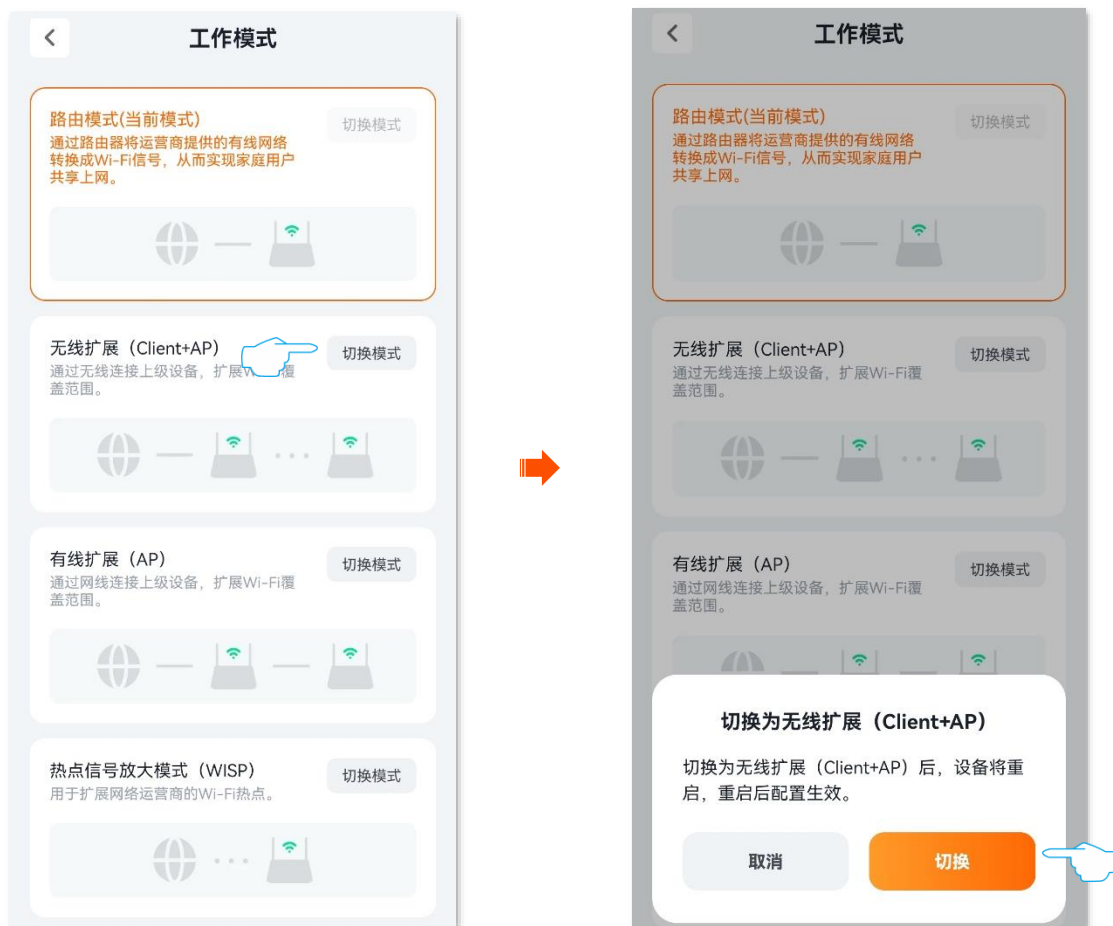 工作模式
路由模式(当前模式)
切换模式
通过路由器将运营商提供的有线网络
转换成Wi-Fi信号，从而实现家庭用户
共享上网。
无线扩展（Client+AP）
切换模式
通过无线连接上级设备，扩展W 覆
盖范围。
有线扩展（AP）
切换模式
通过网线连接上级设备，扩展Wi-Fi覆
盖范围。
热点信号放大模式（WISP）
切换模式
用于扩展网络运营商的Wi-Fi热点。
工作模式
路由模式(当前模式)
切换模式
通过路由器将运营商提供的有线网络
转换成Wi-Fi信号，从而实现家庭用户
共享上网。
无线扩展（Client+AP）
切换模式
通过无线连接上级设备，扩展Wi-Fi覆
盖范围。
有线扩展（AP）
切换模式
通过网线连接上级设备，扩展Wi-Fi覆
盖范围。
切换为无线扩展（Client+AP）
切换为无线扩展（Client+AP）后，设备将重
启，重启后配置生效。
取消
切换